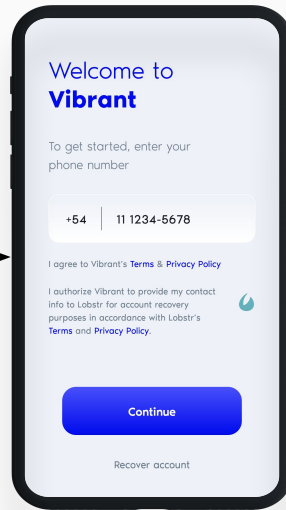 Welcome to
Vibrant
To get started, enter your
phone number
+54 11 1234-5678
I agree to Vibrant's Terms & Privacy Policy
I authorize Vibrant to provide my contact
info to Lobstr for account recovery
purposes in accordance with Lobstr's
Terms and Privacy Policy.
Continue
Recover account